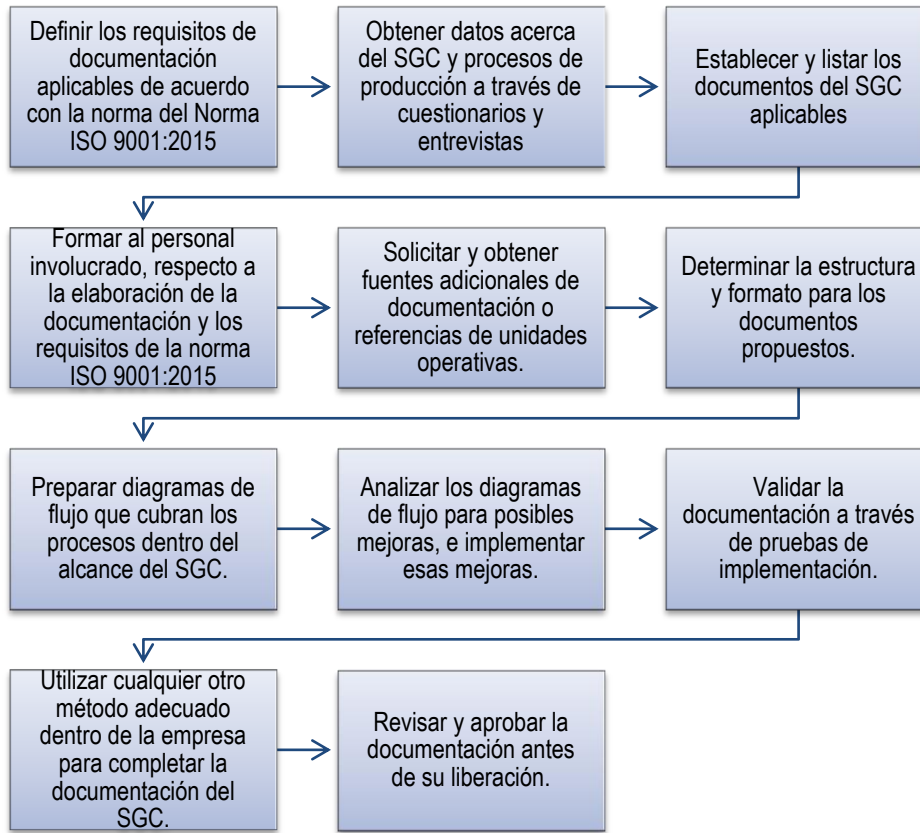 Definir los requisitos de
documentación
aplicables de acuerdo
con la norma del Norma
ISO 9001:2015
Obtener datos acerca
del SGC y procesos de
producción a través de
cuestionarios y
entrevistas
Establecer y listar los
documentos del SGC
aplicables
Formar al personal
involucrado, respecto a
la elaboración de la
documentación y los
requisitos de la norma
ISO 9001:2015
Solicitar y obtener
fuentes adicionales de
documentación o
referencias de unidades
operativas.
Determinar la estructura
y formato para los
documentos
propuestos.
Preparar diagramas de
flujo que cubran los
procesos dentro del
alcance del SGC.
Analizar los diagramas
de flujo para posibles
mejoras, e implementar
esas mejoras.
Validar la
documentación a través
de pruebas de
implementación.
Utilizar cualquier otro
método adecuado
dentro de la empresa
para completar la
documentación del
SGC.
Revisar y aprobar la
documentación antes
de su liberación.